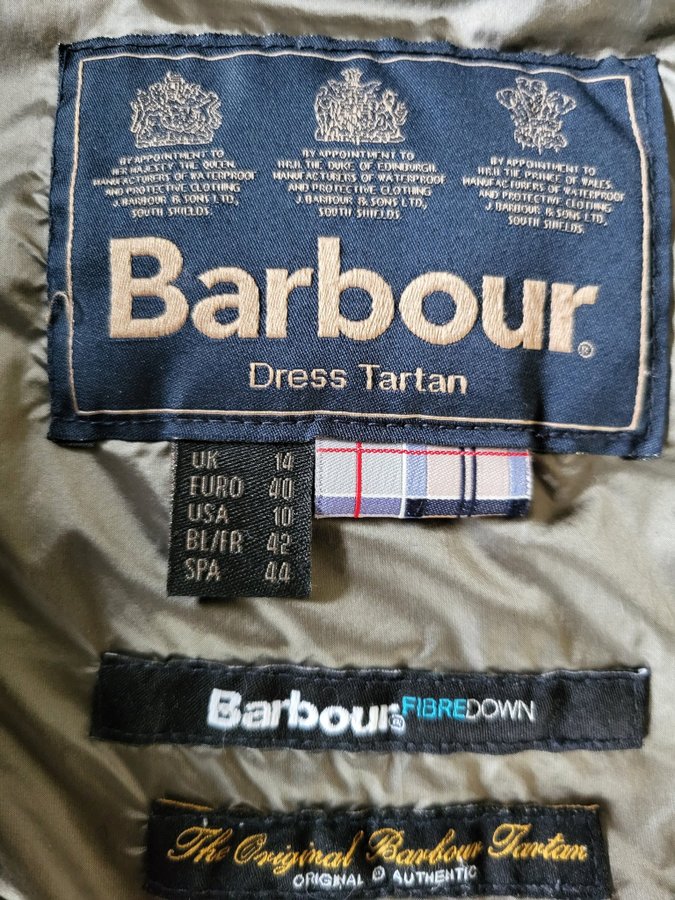 BY APPOINTMENT TO
HER MAJESTY THE QUEEN
MANUFACTURERS OF WATERPROOF
AND PROTECTIVE CLOTHING
J.BARBOUR & SONS LTD,
SOUTH SHIELDS.
BY APPOINTMENT TO
H.R.H. THE DUKE OF EDINBURGH
MANUFACTURERS OF WATERPROOF
AND PROTECTIVE CLOTHING
J.BARBOUR & SONS LTD,
SOUTH SHIELDS.
BY APPOINTMENT TO
H.R.H. THE PRINCE OF WALES
MANUFACTURERS OF WATERPROOF
AND PROTECTIVE CLOTHING
J.BARBOUR & SONS LTD,
SOUTH SHIELDS.
Barbour®
Dress Tartan
UK 14
EURO 40
USA 10
BL/FR 42
SPA 44
Barbour® FIBREDOWN
The Original Barbour Tartan
ORIGINAL & AUTHENTIC